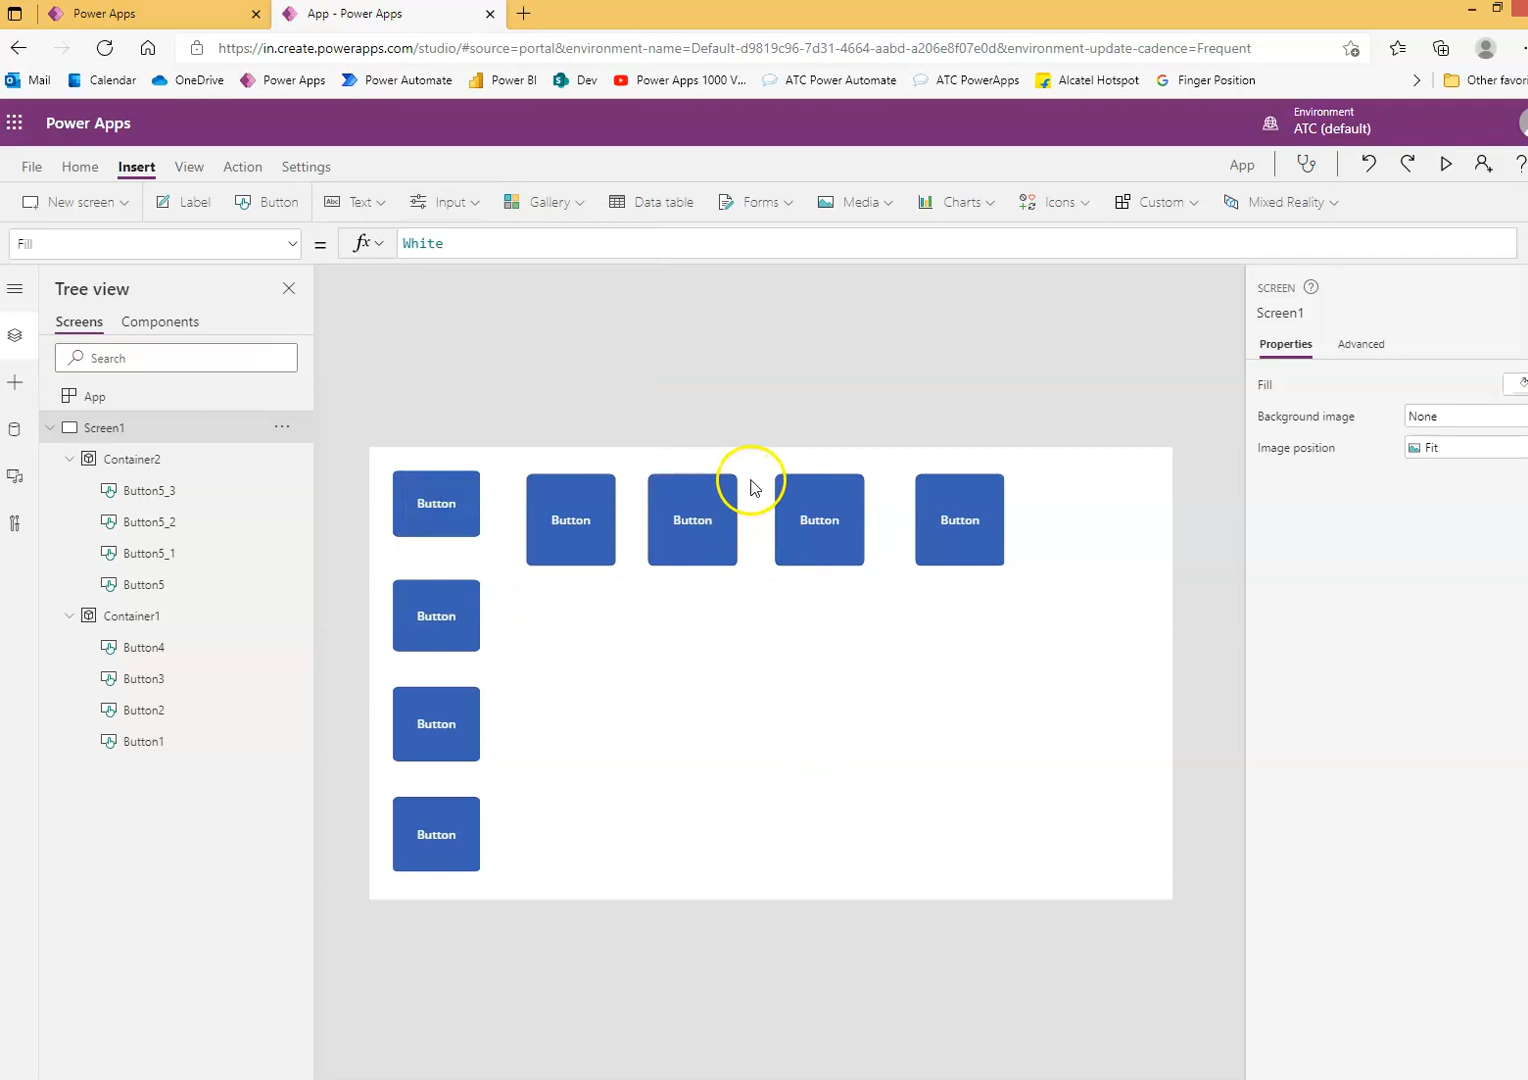 Power Apps
App - Power Apps
https://in.create.powerapps.com/studio/#source=portal&environment-name=Default-d9819c96-7d31-4664-aabd-a206e8f07e0d&environment-update-cadence=Frequent
Mail Calendar OneDrive Power Apps Power Automate Power BI Dev Power Apps 1000 V... ATC Power Automate ATC PowerApps Alcatel Hotspot Finger Position Other favori
Power Apps
Environment
ATC (default)
File Home Insert View Action Settings App
New screen Label Button Abc Text Input Gallery Data table Forms Media Charts Icons Custom Mixed Reality
Fill = fx White
Tree view
Screens Components
Search
App
Screen1
Container2
Button5_3
Button5_2
Button5_1
Button5
Container1
Button4
Button3
Button2
Button1
Button
Button Button Button Button
Button
Button
Button
SCREEN ?
Screen1
Properties Advanced
Fill
Background image None
Image position Fit